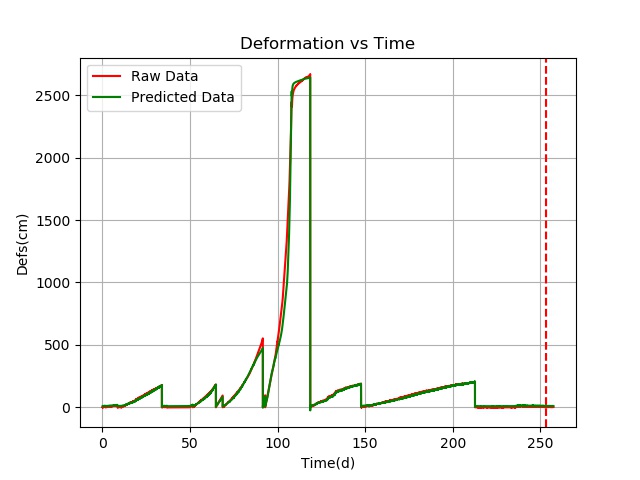 Deformation vs Time
Raw Data
Predicted Data
2500
2000
1500
1000
500
0
Defs(cm)
0 50 100 150 200 250
Time(d)